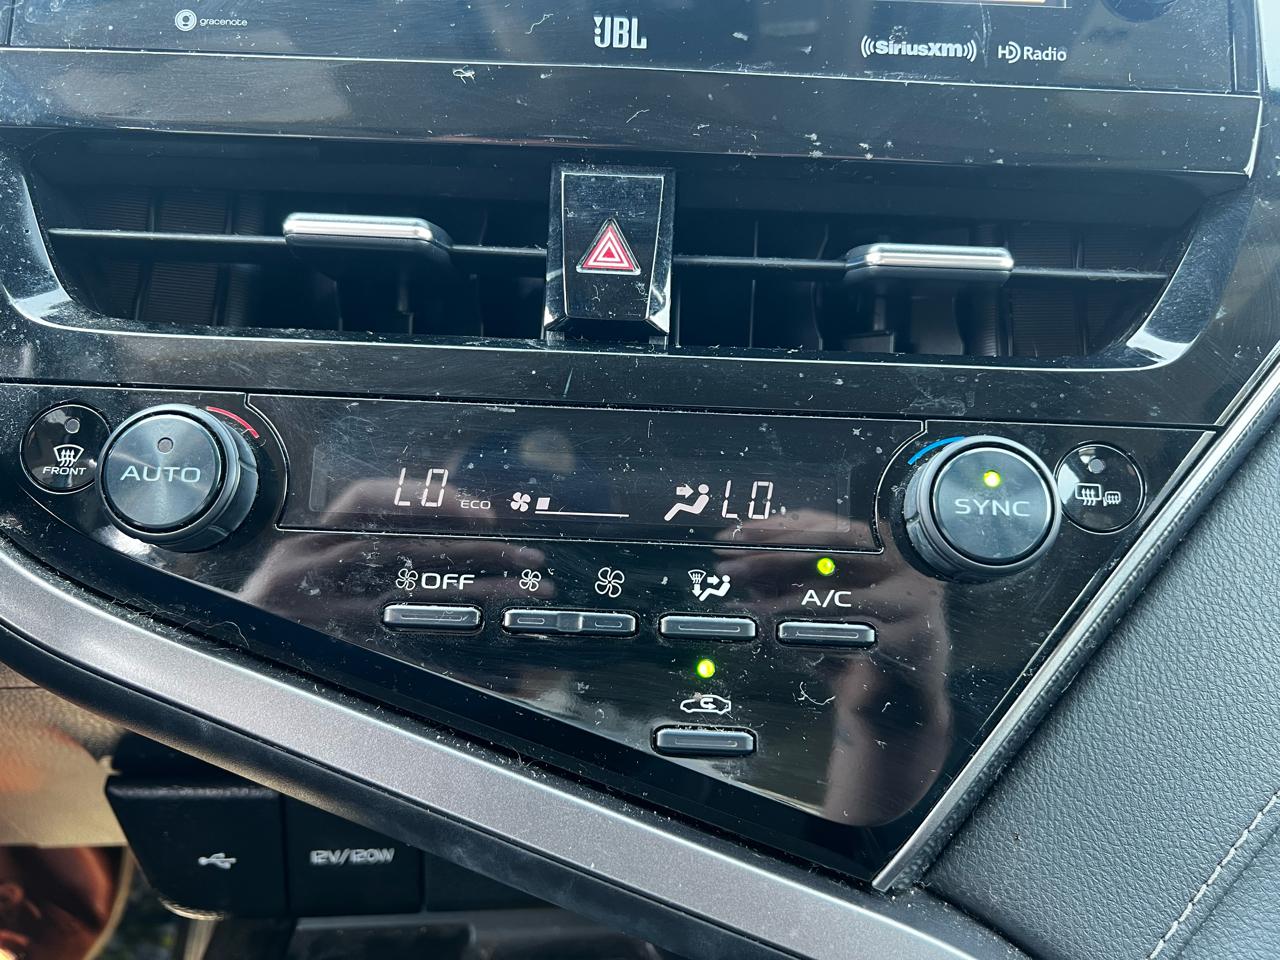 gracenote
JBL
SiriusXM
HD Radio
FRONT
AUTO
LO ECO
LO
SYNC
OFF
A/C
12V/120W